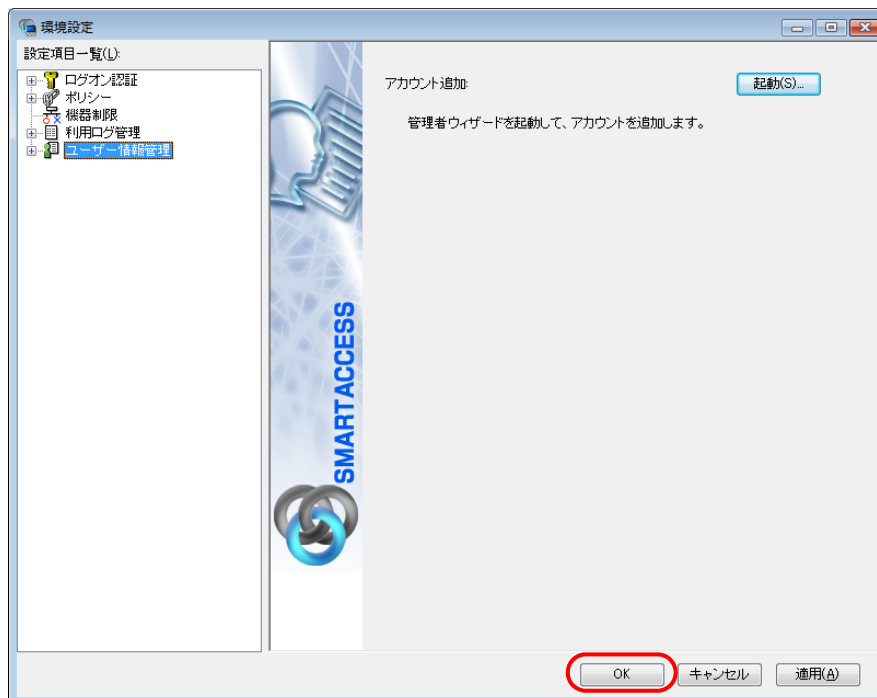 環境設定
設定項目一覧(L):
ログオン認証
ポリシー
機器制限
利用ログ管理
ユーザー情報管理
SMARTACCESS
アカウント追加:
起動(S)...
管理者ウィザードを起動して、アカウントを追加します。
OK
キャンセル
適用(A)